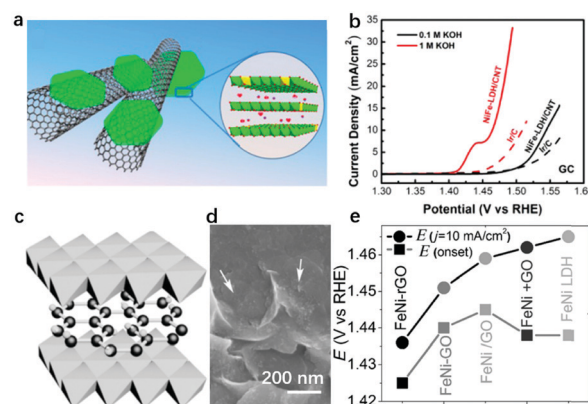 a
b
Current Density (mA/cm²)
35
30
25
20
15
10
5
0
0.1 M KOH
1 M KOH
NiFe-LDH/CNT
Ir/C
NiFe-LDH/CNT
Ir/C
GC
1.30 1.35 1.40 1.45 1.50 1.55 1.60
Potential (V vs RHE)
c
d
200 nm
e
E (V vs RHE)
1.46
1.45
1.44
1.43
1.42
E (j=10 mA/cm²)
E (onset)
FeNi-rGO
FeNi-GO
FeNi /GO
FeNi +GO
FeNi LDH